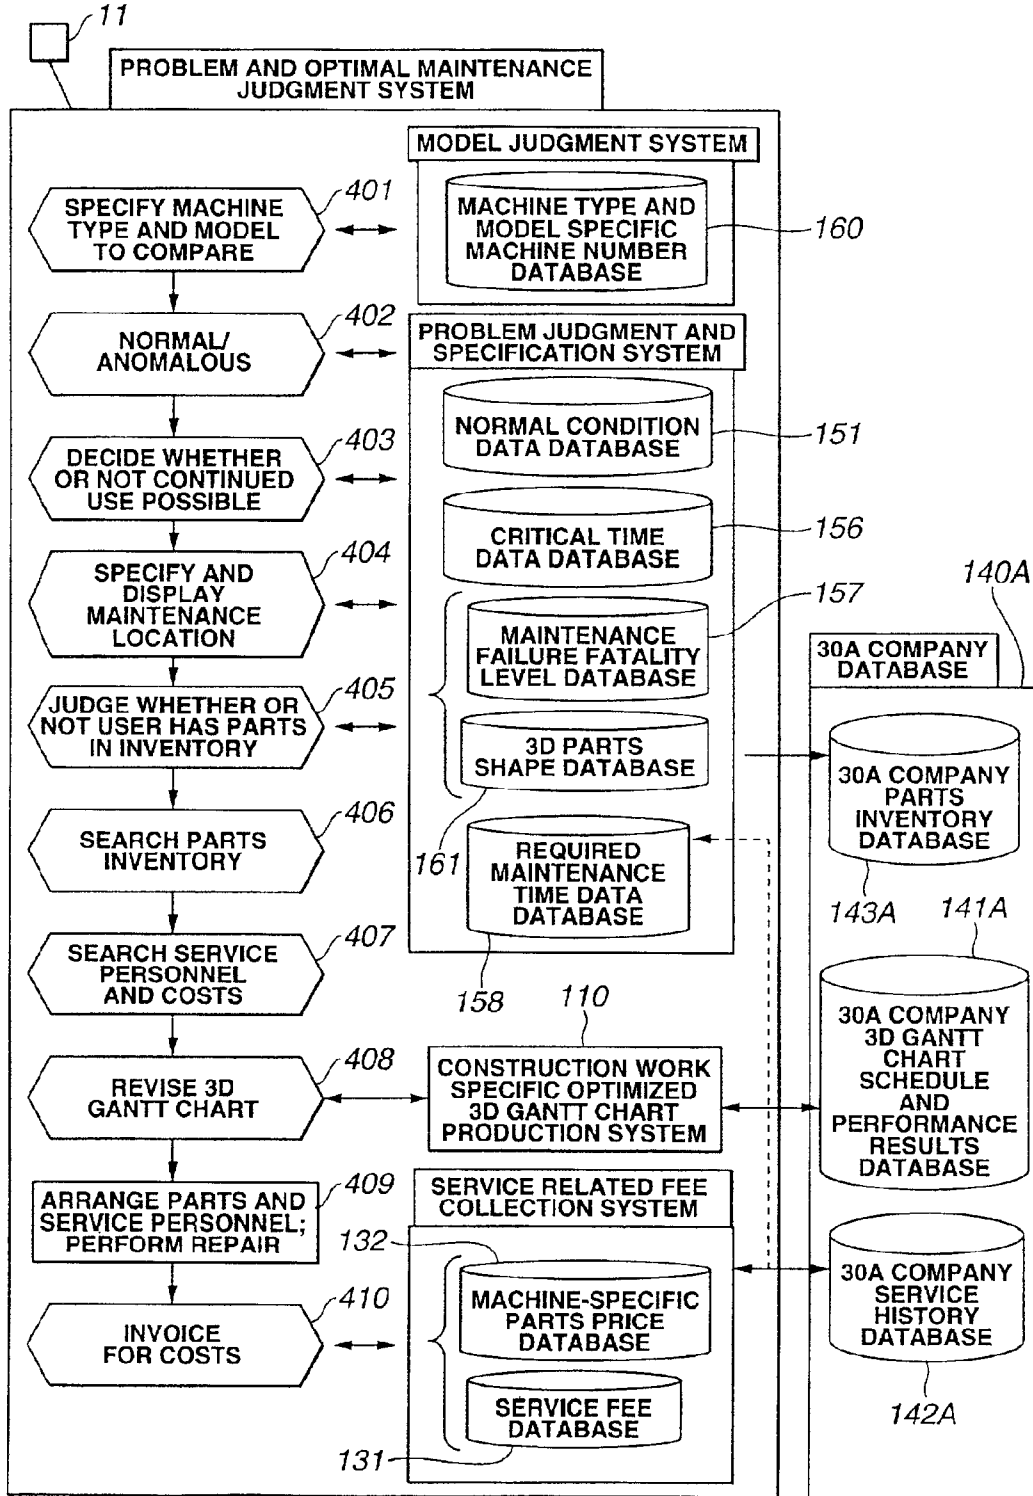 11
PROBLEM AND OPTIMAL MAINTENANCE
JUDGMENT SYSTEM
MODEL JUDGMENT SYSTEM
SPECIFY MACHINE
TYPE AND MODEL
TO COMPARE
401
MACHINE TYPE AND
MODEL SPECIFIC
MACHINE NUMBER
DATABASE
160
NORMAL/
ANOMALOUS
402
PROBLEM JUDGMENT AND
SPECIFICATION SYSTEM
DECIDE WHETHER
OR NOT CONTINUED
USE POSSIBLE
403
NORMAL CONDITION
DATA DATABASE
151
SPECIFY AND
DISPLAY
MAINTENANCE
LOCATION
404
CRITICAL TIME
DATA DATABASE
156
MAINTENANCE
FAILURE FATALITY
LEVEL DATABASE
157
JUDGE WHETHER OR
NOT USER HAS PARTS
IN INVENTORY
405
3D PARTS
SHAPE DATABASE
161
SEARCH PARTS
INVENTORY
406
REQUIRED
MAINTENANCE
TIME DATA
DATABASE
158
SEARCH SERVICE
PERSONNEL
AND COSTS
407
REVISE 3D
GANTT CHART
408
110
CONSTRUCTION WORK
SPECIFIC OPTIMIZED
3D GANTT CHART
PRODUCTION SYSTEM
ARRANGE PARTS AND
SERVICE PERSONNEL;
PERFORM REPAIR
409
SERVICE RELATED FEE
COLLECTION SYSTEM
132
MACHINE-SPECIFIC
PARTS PRICE
DATABASE
INVOICE
FOR COSTS
410
SERVICE FEE
DATABASE
131
140A
30A COMPANY
DATABASE
30A COMPANY
PARTS
INVENTORY
DATABASE
143A
141A
30A COMPANY
3D GANTT
CHART
SCHEDULE
AND
PERFORMANCE
RESULTS
DATABASE
30A COMPANY
SERVICE
HISTORY
DATABASE
142A